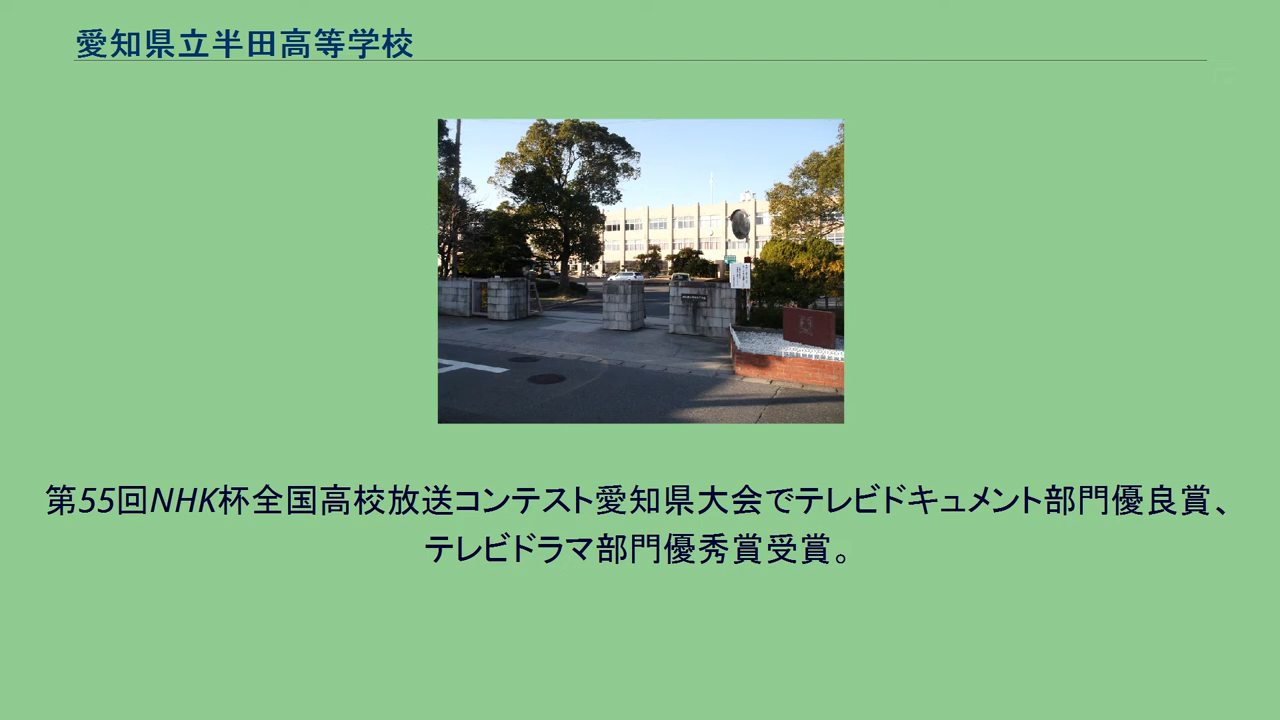 愛知県立半田高等学校
第55回NHK杯全国高校放送コンテスト愛知県大会でテレビドキュメント部門優良賞、
テレビドラマ部門優秀賞受賞。